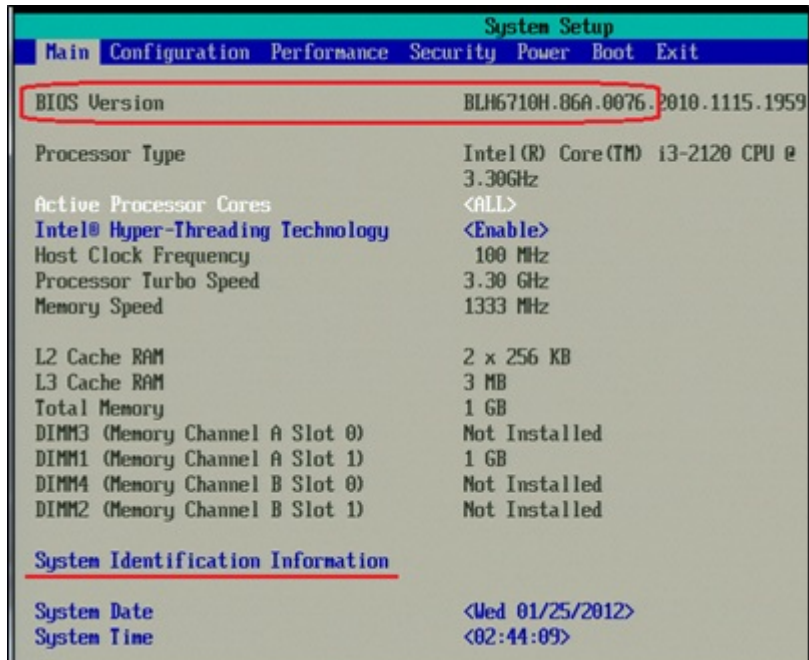 System Setup
Main Configuration Performance Security Power Boot Exit
BIOS Version BLH6710H.86A.0076.2010.1115.1959
Processor Type Intel(R) Core(TM) i3-2120 CPU @
3.30GHz
Active Processor Cores <ALL>
Intel® Hyper-Threading Technology <Enable>
Host Clock Frequency 100 MHz
Processor Turbo Speed 3.30 GHz
Memory Speed 1333 MHz
L2 Cache RAM 2 x 256 KB
L3 Cache RAM 3 MB
Total Memory 1 GB
DIMM3 (Memory Channel A Slot 0) Not Installed
DIMM1 (Memory Channel A Slot 1) 1 GB
DIMM4 (Memory Channel B Slot 0) Not Installed
DIMM2 (Memory Channel B Slot 1) Not Installed
System Identification Information
System Date <Wed 01/25/2012>
System Time <02:44:09>